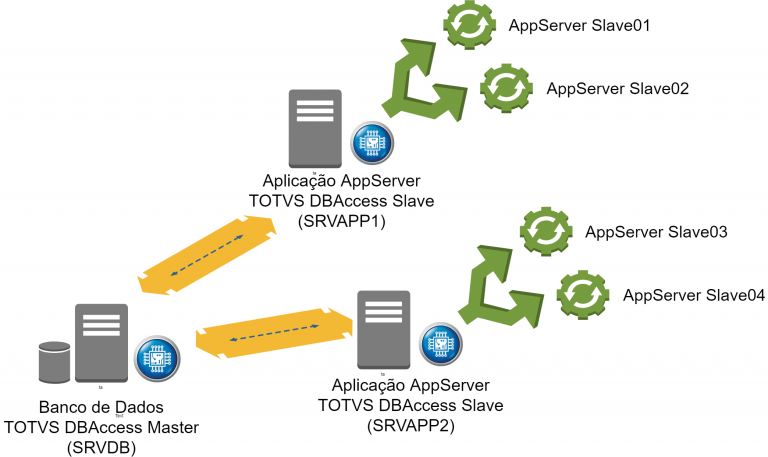 AppServer Slave01
AppServer Slave02
Aplicação AppServer
TOTVS DBAccess Slave
(SRVAPP1)
AppServer Slave03
AppServer Slave04
Aplicação AppServer
TOTVS DBAccess Slave
(SRVAPP2)
Banco de Dados
TOTVS DBAccess Master
(SRVDB)